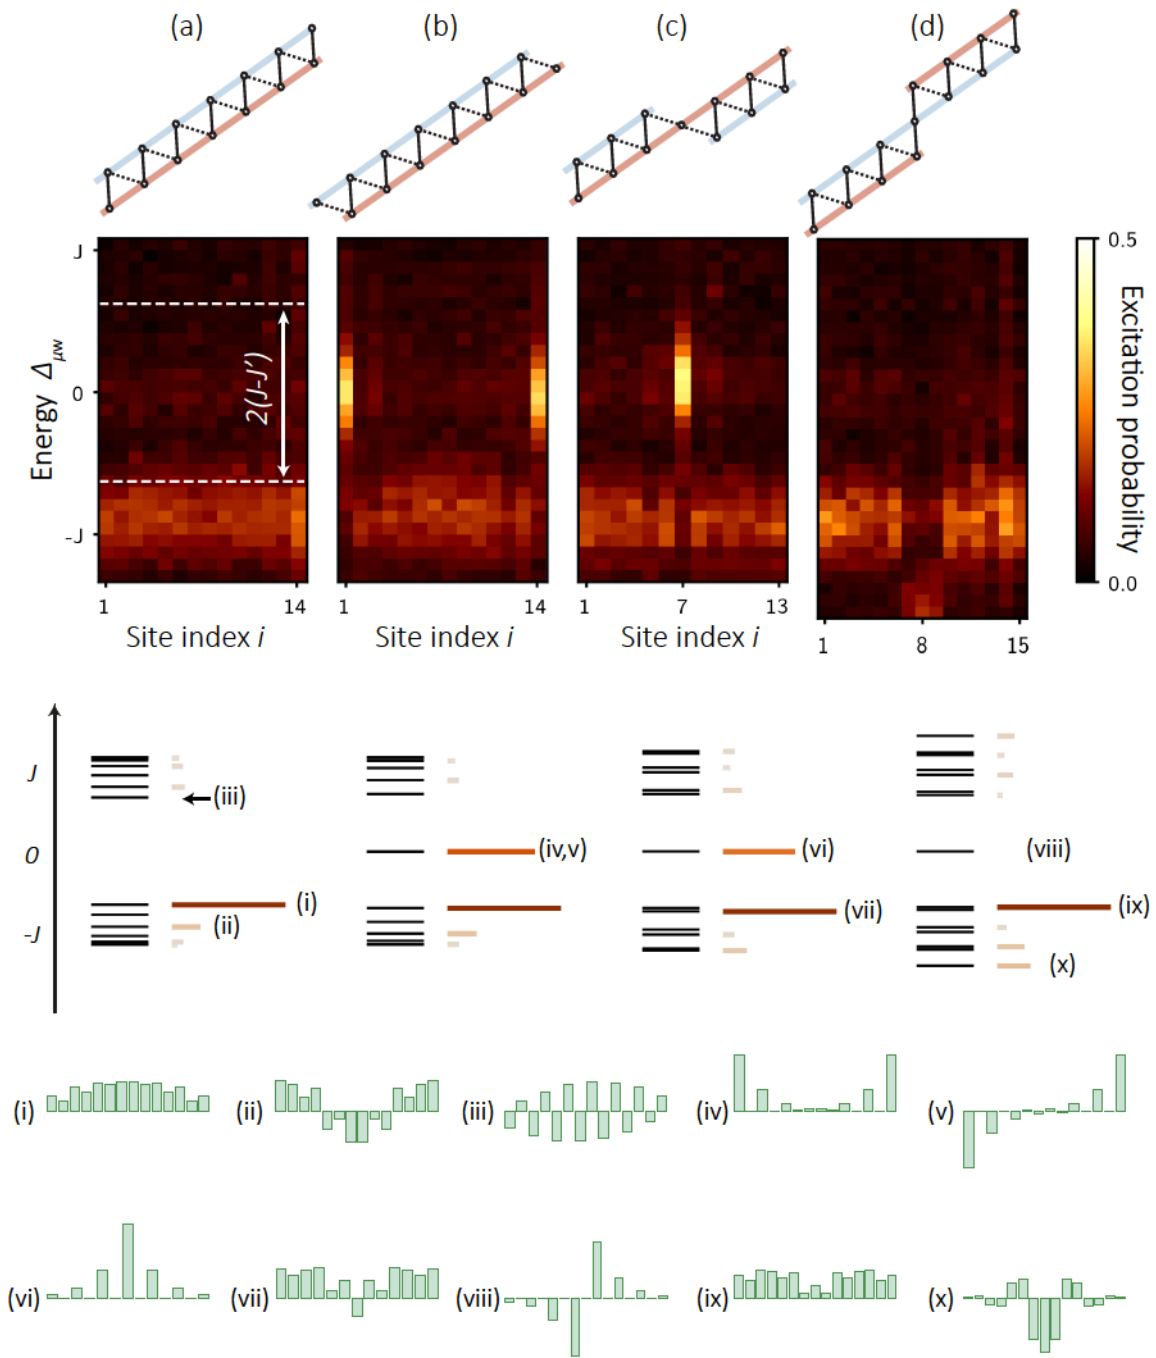 (a) (b) (c) (d)
J
0
-J
Energy Δμw
2(J-J')
1 14
1 14
1 7 13
1 8 15
Site index i
Site index i
Site index i
0.5
0.0
Excitation probability
J
0
-J
(iii)
(i)
(ii)
(iv,v)
(vi)
(vii)
(viii)
(ix)
(x)
(i) (ii) (iii) (iv) (v)
(vi) (vii) (viii) (ix) (x)